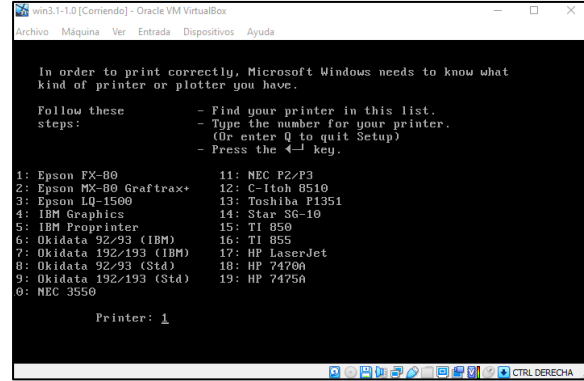 win3.1-1.0 [Corriendo] - Oracle VM VirtualBox
Archivo Máquina Ver Entrada Dispositivos Ayuda
In order to print correctly, Microsoft Windows needs to know what
kind of printer or plotter you have.
Follow these - Find your printer in this list.
steps: - Type the number for your printer.
(Or enter Q to quit Setup)
- Press the ◄┘ key.
1: Epson FX-80 11: NEC P2/P3
2: Epson MX-80 Graftrax+ 12: C-Itoh 8510
3: Epson LQ-1500 13: Toshiba P1351
4: IBM Graphics 14: Star SG-10
5: IBM Proprinter 15: TI 850
6: Okidata 92/93 (IBM) 16: TI 855
7: Okidata 192/193 (IBM) 17: HP LaserJet
8: Okidata 92/93 (Std) 18: HP 7470A
9: Okidata 192/193 (Std) 19: HP 7475A
0: NEC 3550
Printer: 1
CTRL DERECHA